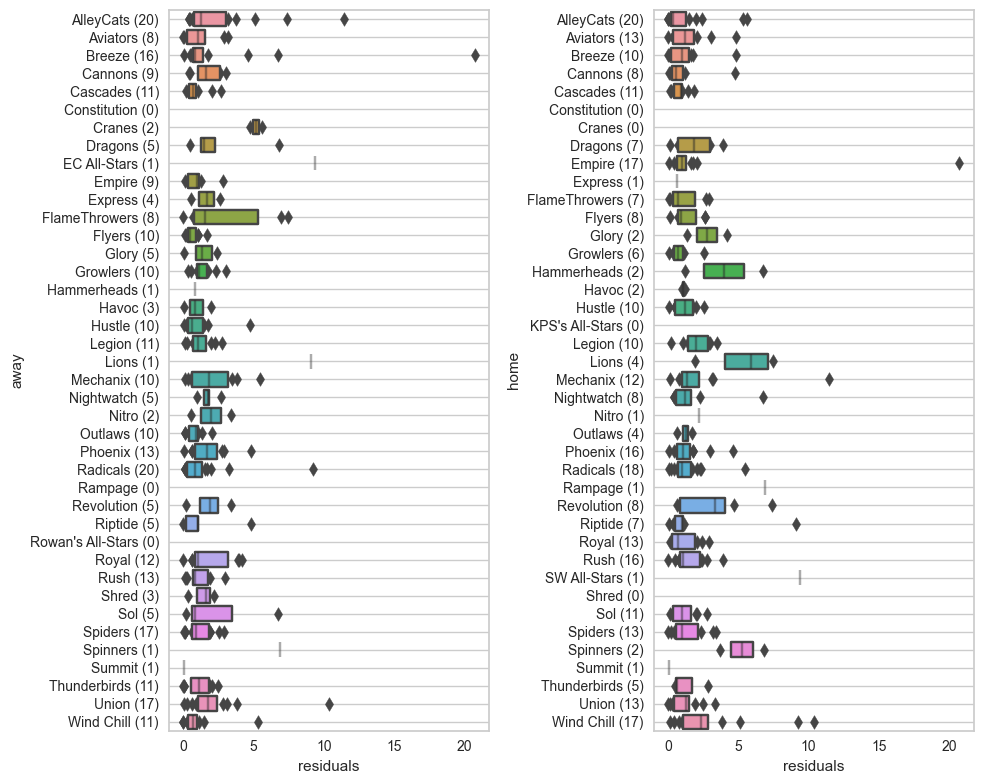 AlleyCats (20)
Aviators (8)
Breeze (16)
Cannons (9)
Cascades (11)
Constitution (0)
Cranes (2)
Dragons (5)
EC All-Stars (1)
Empire (9)
Express (4)
FlameThrowers (8)
Flyers (10)
Glory (5)
Growlers (10)
Hammerheads (1)
Havoc (3)
Hustle (10)
Legion (11)
Lions (1)
Mechanix (10)
Nightwatch (5)
Nitro (2)
Outlaws (10)
Phoenix (13)
Radicals (20)
Rampage (0)
Revolution (5)
Riptide (5)
Rowan's All-Stars (0)
Royal (12)
Rush (13)
Shred (3)
Sol (5)
Spiders (17)
Spinners (1)
Summit (1)
Thunderbirds (11)
Union (17)
Wind Chill (11)
away
0 5 10 15 20
residuals
AlleyCats (20)
Aviators (13)
Breeze (10)
Cannons (8)
Cascades (11)
Constitution (0)
Cranes (0)
Dragons (7)
Empire (17)
Express (1)
FlameThrowers (7)
Flyers (8)
Glory (2)
Growlers (6)
Hammerheads (2)
Havoc (2)
Hustle (10)
KPS's All-Stars (0)
Legion (10)
Lions (4)
Mechanix (12)
Nightwatch (8)
Nitro (1)
Outlaws (4)
Phoenix (16)
Radicals (18)
Rampage (1)
Revolution (8)
Riptide (7)
Royal (13)
Rush (16)
SW All-Stars (1)
Shred (0)
Sol (11)
Spiders (13)
Spinners (2)
Summit (1)
Thunderbirds (5)
Union (13)
Wind Chill (17)
home
0 5 10 15 20
residuals